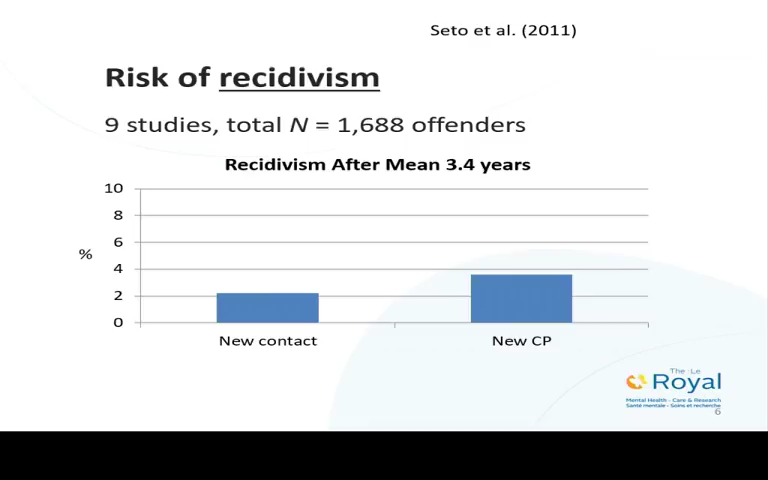 Seto et al. (2011)
Risk of recidivism
9 studies, total N = 1,688 offenders
Recidivism After Mean 3.4 years
10
8
6
%
4
2
0
New contact
New CP
The | Le
Royal
Mental Health - Care & Research
Santé mentale - Soins et recherche
6